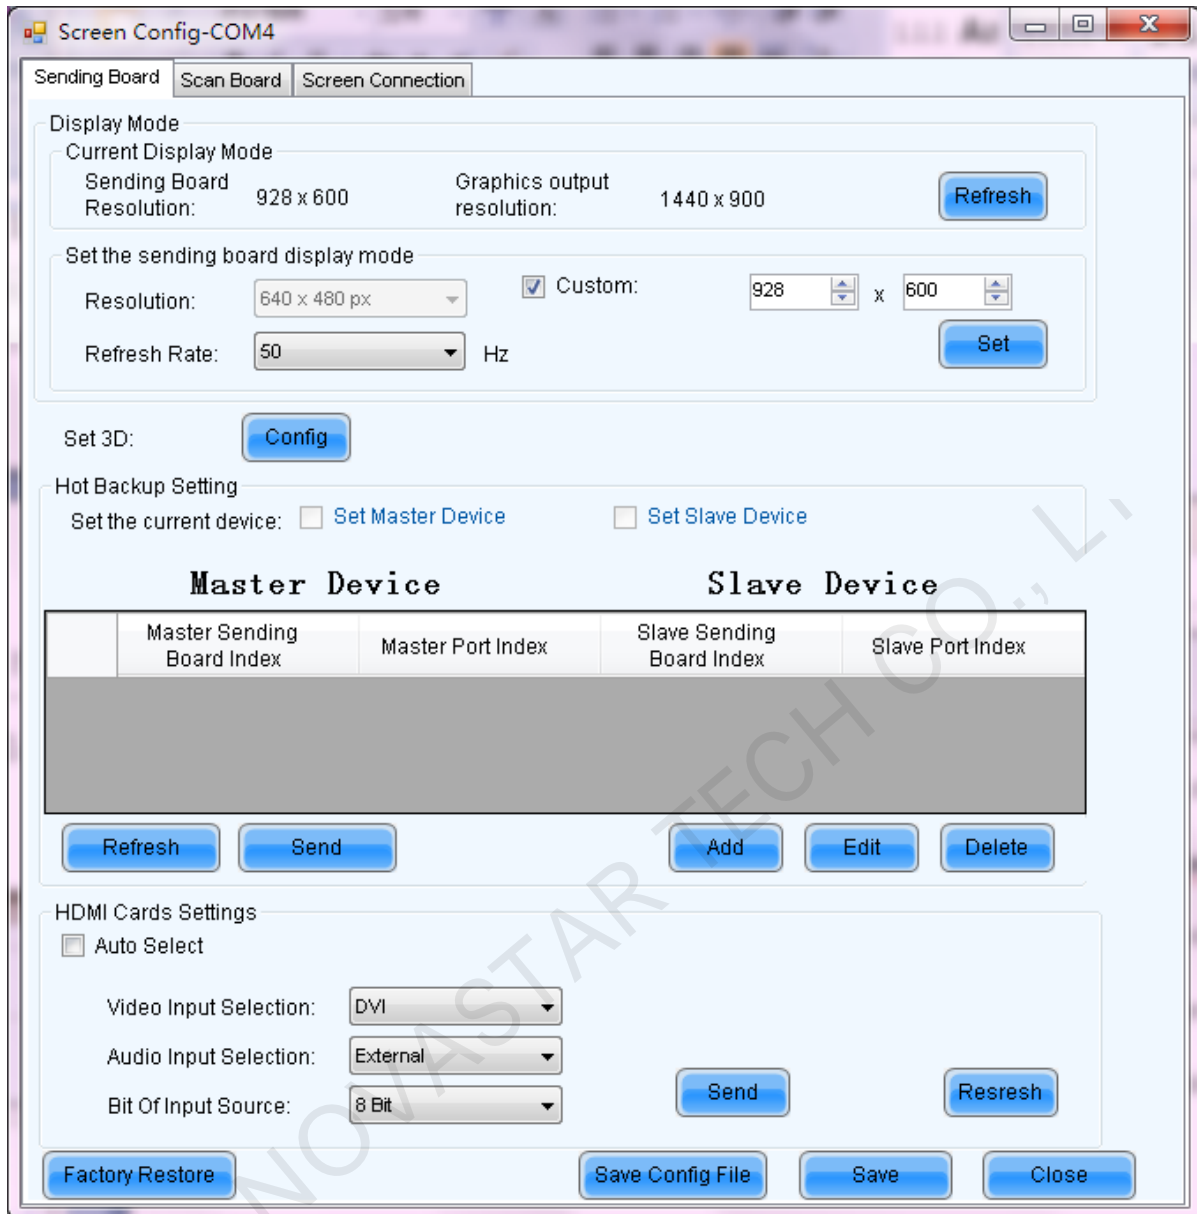 Screen Config-COM4
Sending Board Scan Board Screen Connection
Display Mode
Current Display Mode
Sending Board Resolution: 928 x 600 Graphics output resolution: 1440 x 900 Refresh
Set the sending board display mode
Resolution: 640 x 480 px Custom: 928 x 600
Refresh Rate: 50 Hz Set
Set 3D: Config
Hot Backup Setting
Set the current device: Set Master Device Set Slave Device
Master Device Slave Device
Master Sending Board Index Master Port Index Slave Sending Board Index Slave Port Index
Refresh Send Add Edit Delete
HDMI Cards Settings
Auto Select
Video Input Selection: DVI
Audio Input Selection: External
Bit Of Input Source: 8 Bit Send Resresh
Factory Restore Save Config File Save Close
NOVASTAR TECH CO.,